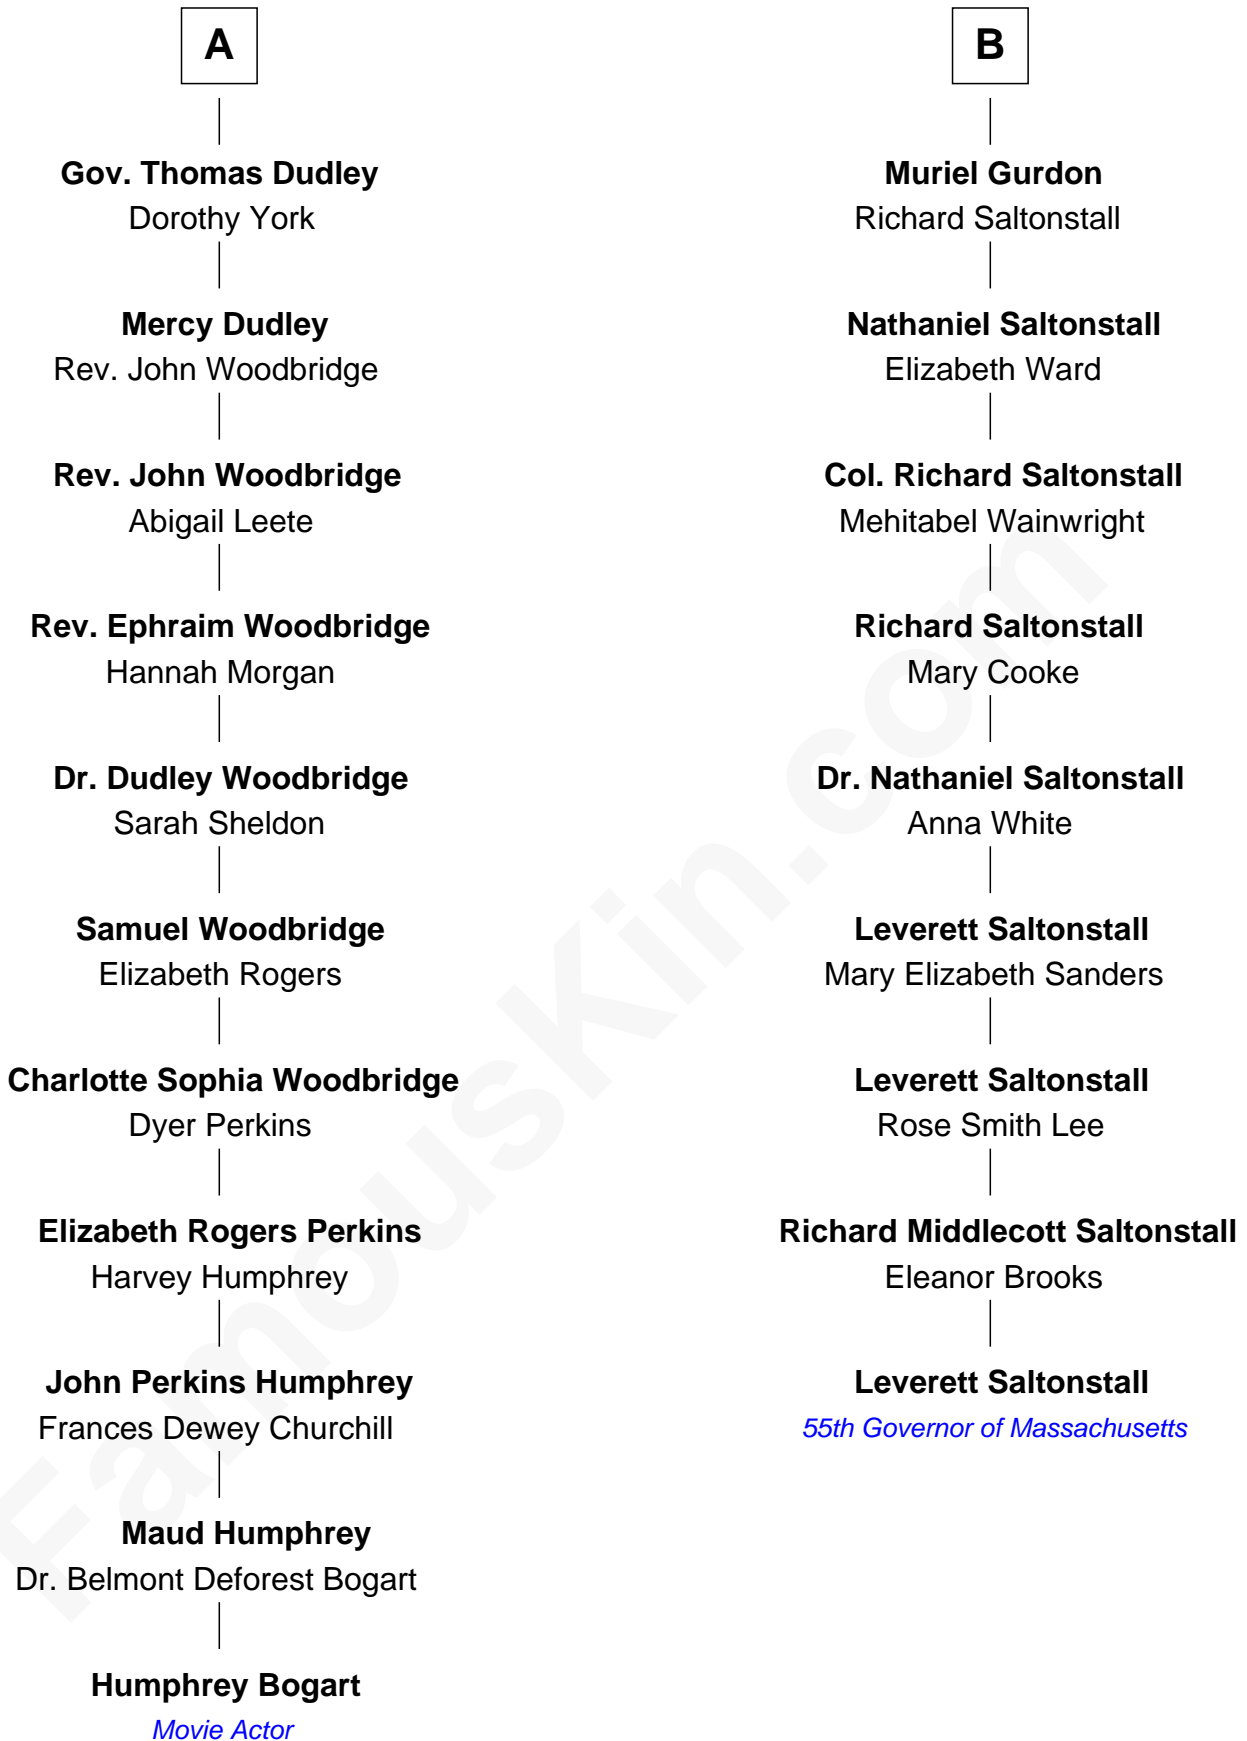 A
Gov. Thomas Dudley
Dorothy York
Mercy Dudley
Rev. John Woodbridge
Rev. John Woodbridge
Abigail Leete
Rev. Ephraim Woodbridge
Hannah Morgan
Dr. Dudley Woodbridge
Sarah Sheldon
Samuel Woodbridge
Elizabeth Rogers
Charlotte Sophia Woodbridge
Dyer Perkins
Elizabeth Rogers Perkins
Harvey Humphrey
John Perkins Humphrey
Frances Dewey Churchill
Maud Humphrey
Dr. Belmont Deforest Bogart
Humphrey Bogart
Movie Actor
B
Muriel Gurdon
Richard Saltonstall
Nathaniel Saltonstall
Elizabeth Ward
Col. Richard Saltonstall
Mehitabel Wainwright
Richard Saltonstall
Mary Cooke
Dr. Nathaniel Saltonstall
Anna White
Leverett Saltonstall
Mary Elizabeth Sanders
Leverett Saltonstall
Rose Smith Lee
Richard Middlecott Saltonstall
Eleanor Brooks
Leverett Saltonstall
55th Governor of Massachusetts
FamousKin.com